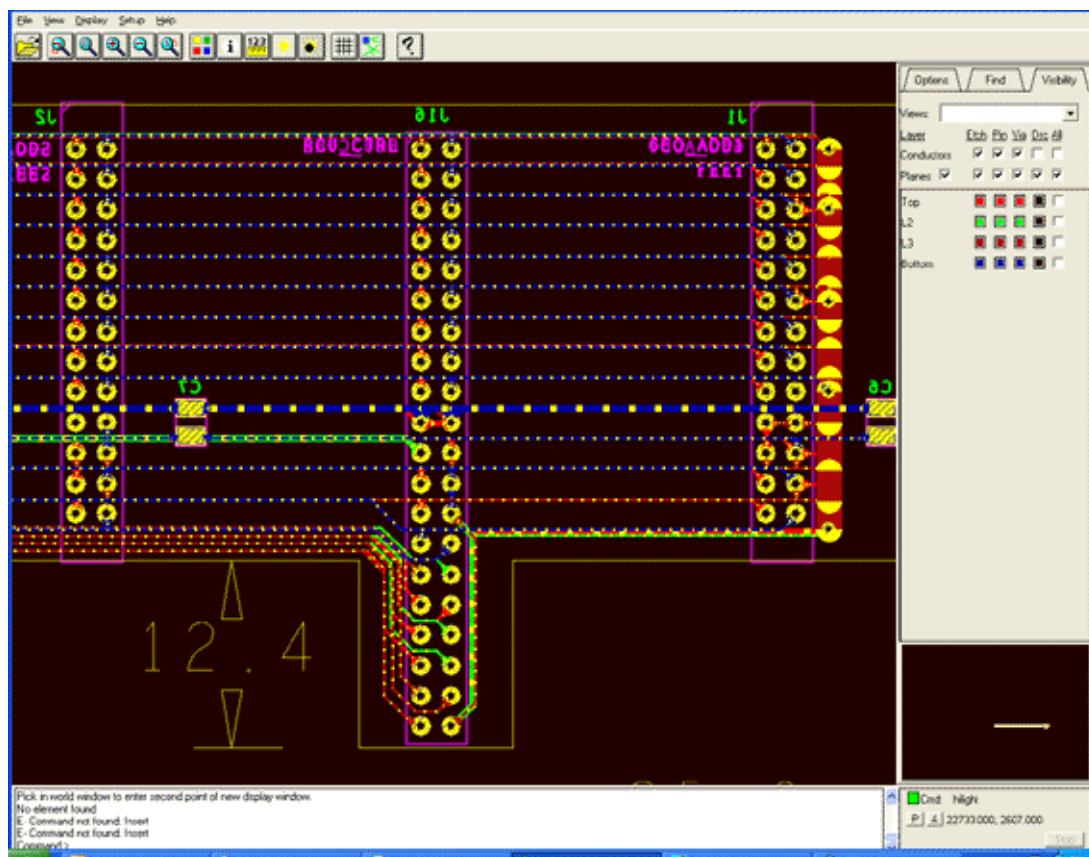 File View Display Setup Help
Options Find Visibility
Views:
Layer Etch Pin Via Drc All
Conductors
Planes
Top
L2
L3
Bottom
J2 J16 J1
C7 C6
12.4
Pick in world window to enter second point of new display window.
No element found
E- Command not found: Insert
E- Command not found: Insert
Command >
Cmd: hilight
P A 22733.000, 2607.000
Stop